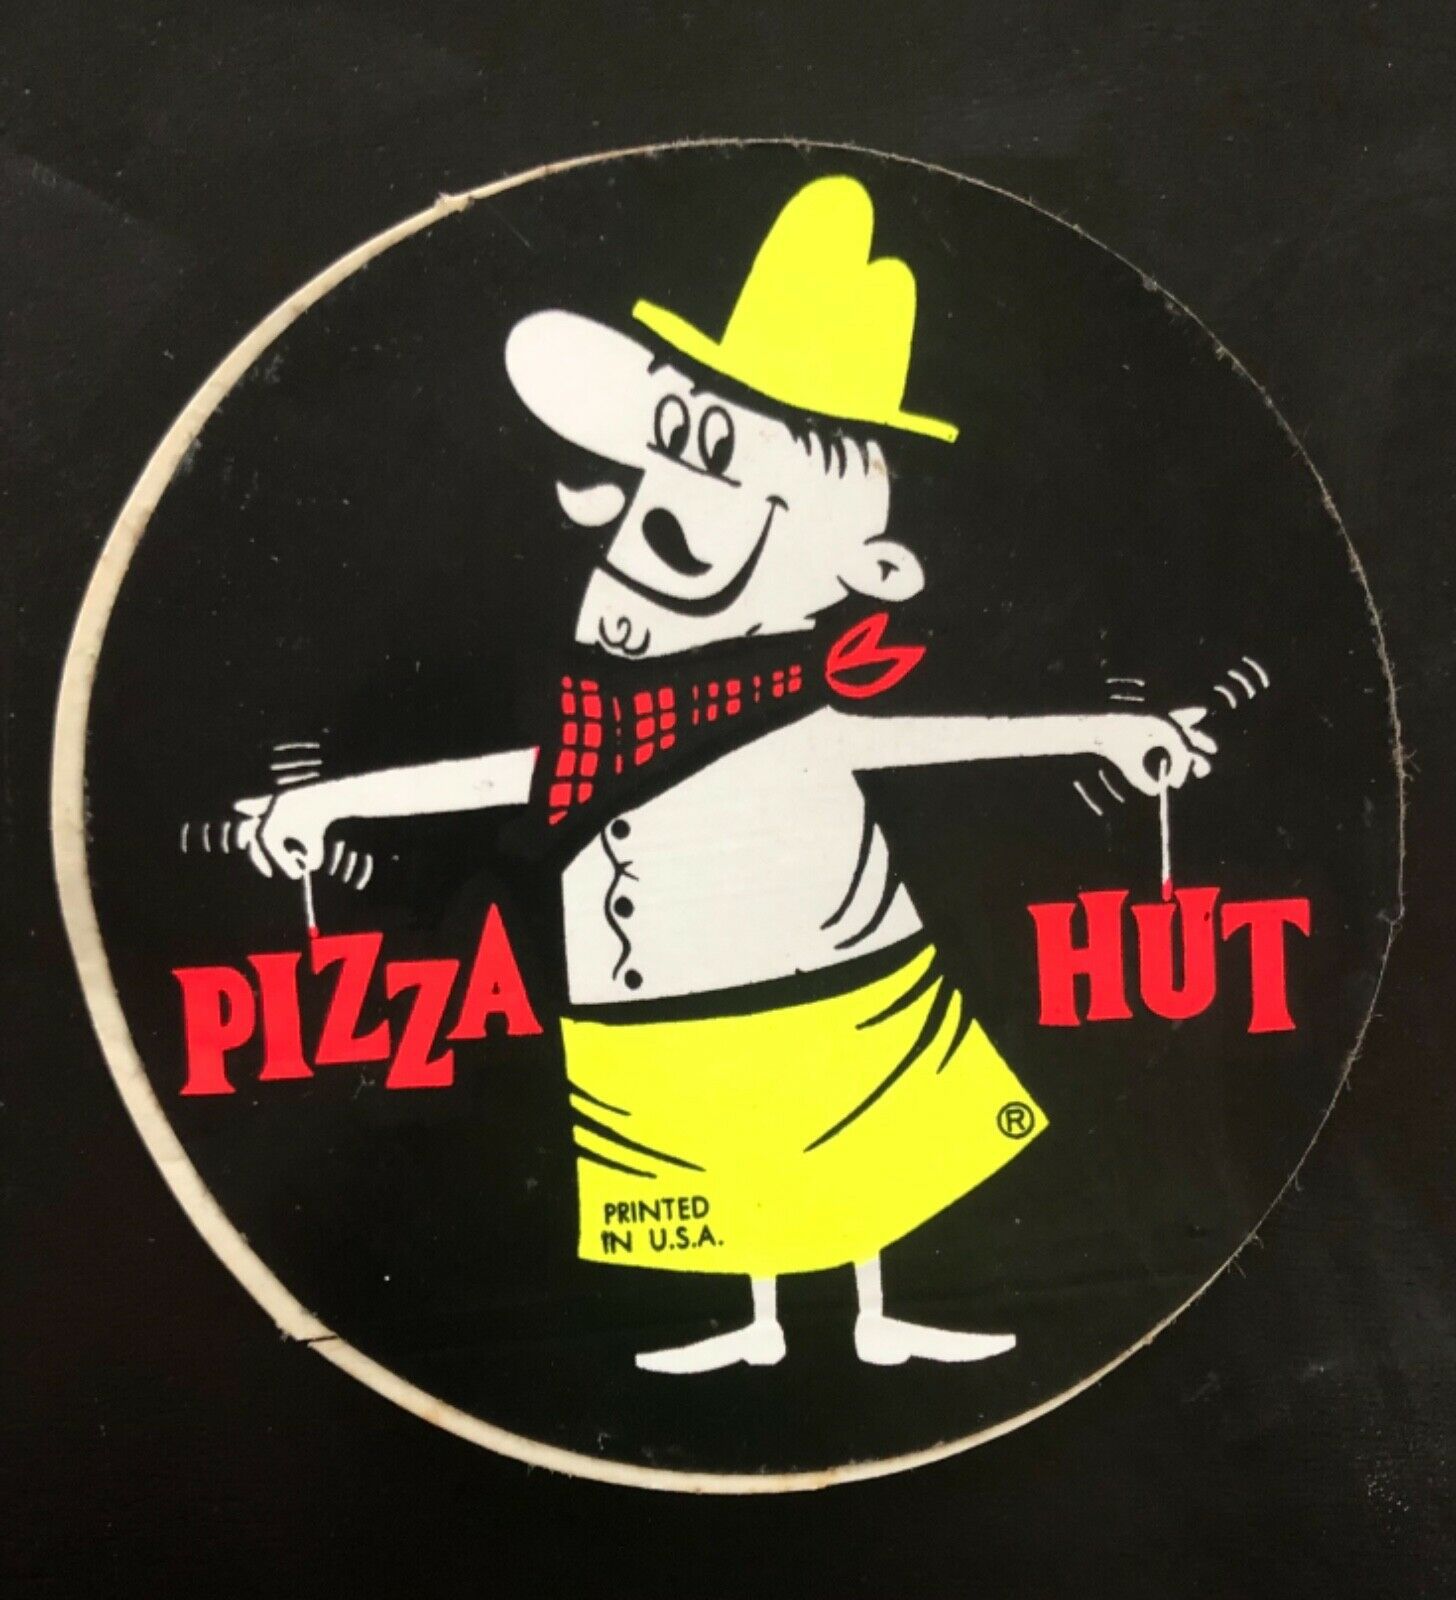 PIZZA HUT
®
PRINTED
IN U.S.A.